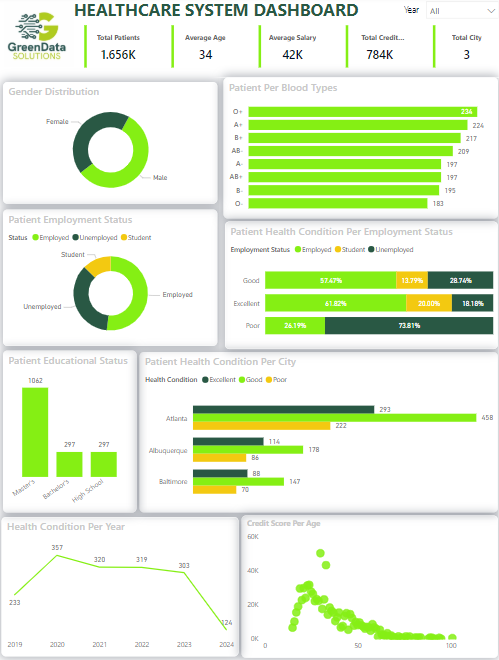 HEALTHCARE SYSTEM DASHBOARD
Year
All
GreenData
SOLUTIONS
Total Patients
1.656K
Average Age
34
Average Salary
42K
Total Credit...
784K
Total City
3
Gender Distribution
Female
Male
Patient Per Blood Types
O+ 236
A+ 224
B+ 217
AB- 209
A- 197
AB+ 197
B- 195
O- 183
Patient Employment Status
Status Employed Unemployed Student
Student
Unemployed
Employed
Patient Health Condition Per Employment Status
Employment Status Employed Student Unemployed
Good 57.47% 13.79% 28.74%
Excellent 61.82% 20.00% 18.18%
Poor 26.19% 73.81%
Patient Educational Status
1062
297
297
Master's
Bachelor's
High School
Patient Health Condition Per City
Health Condition Excellent Good Poor
293
Atlanta 458
222
114
Albuquerque 178
86
88
Baltimore 147
70
Health Condition Per Year
357
320
319
303
233
124
2019 2020 2021 2022 2023 2024
Credit Score Per Age
60K
40K
20K
0K
0 50 100